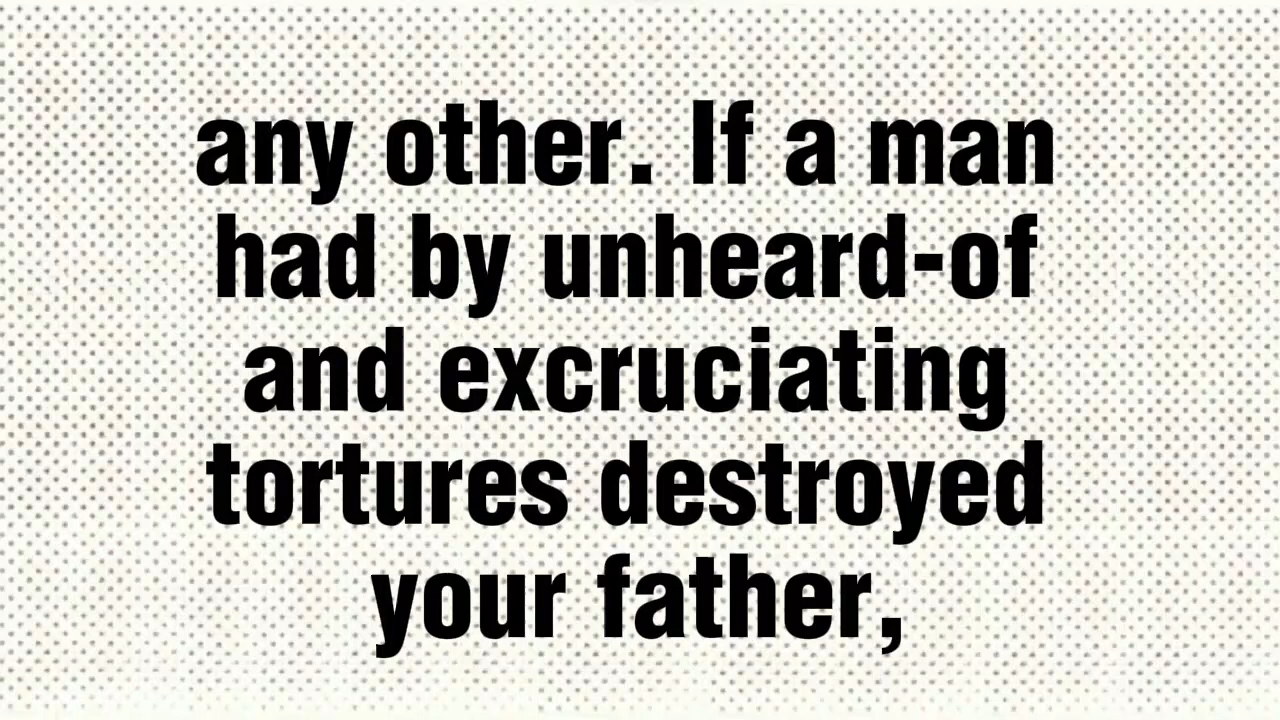 any other. If a man
had by unheard-of
and excruciating
tortures destroyed
your father,